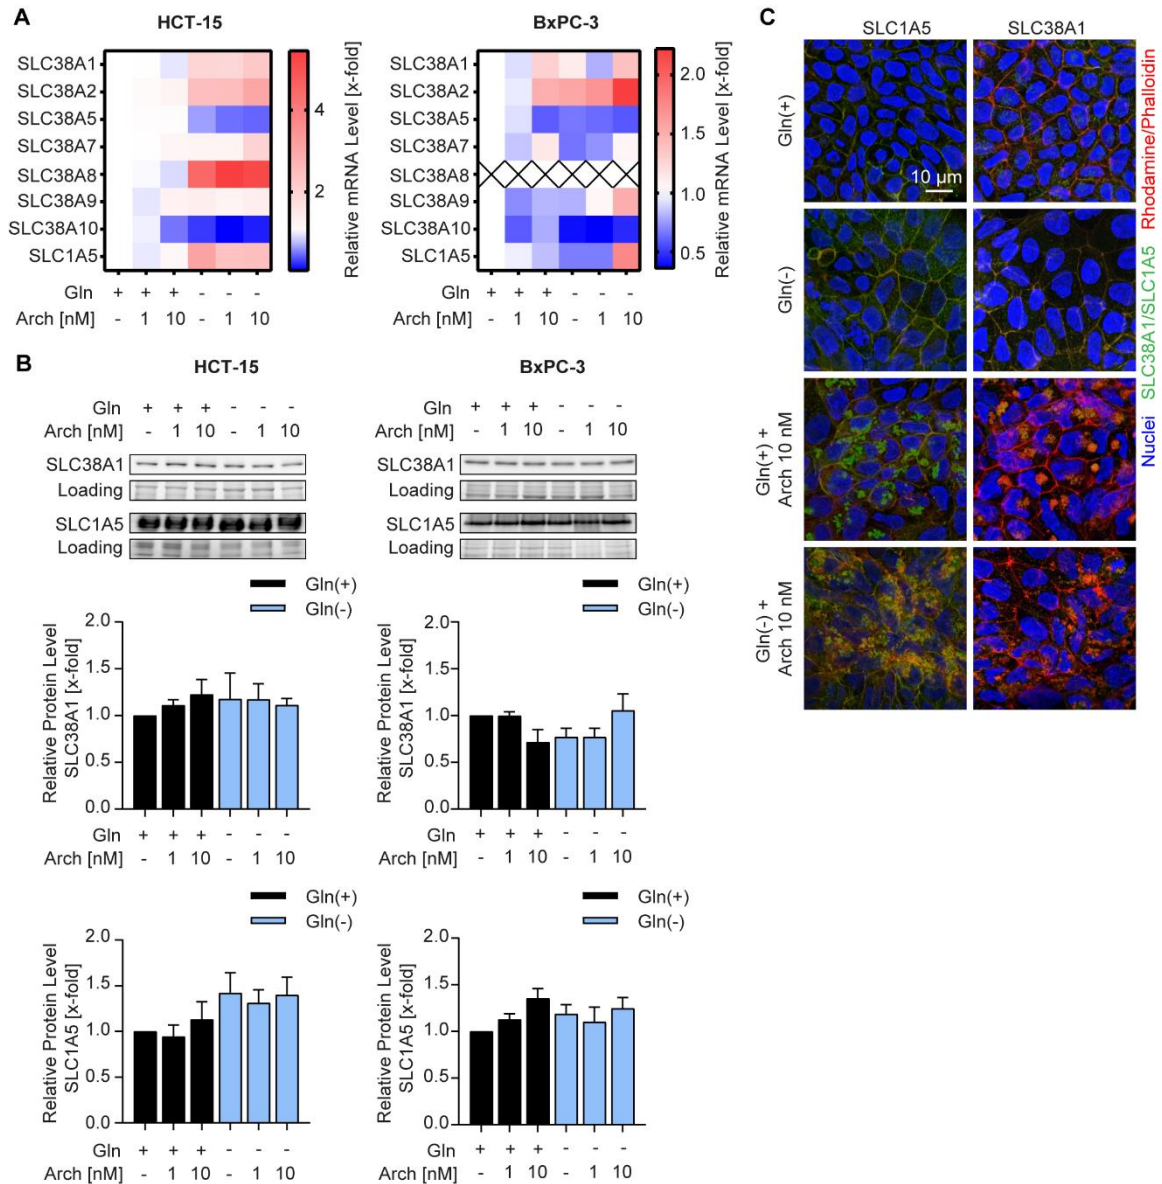 A
HCT-15
SLC38A1
SLC38A2
SLC38A5
SLC38A7
SLC38A8
SLC38A9
SLC38A10
SLC1A5
Gln + + + - - -
Arch [nM] - 1 10 - 1 10
4
2
Relative mRNA Level [x-fold]
BxPC-3
SLC38A1
SLC38A2
SLC38A5
SLC38A7
SLC38A8
SLC38A9
SLC38A10
SLC1A5
Gln + + + - - -
Arch [nM] - 1 10 - 1 10
2.0
1.5
1.0
0.5
Relative mRNA Level [x-fold]
B
HCT-15
Gln + + + - - -
Arch [nM] - 1 10 - 1 10
SLC38A1
Loading
SLC1A5
Loading
BxPC-3
Gln + + + - - -
Arch [nM] - 1 10 - 1 10
SLC38A1
Loading
SLC1A5
Loading
Gln(+)
Gln(-)
Relative Protein Level
SLC38A1 [x-fold]
2.0
1.5
1.0
0.5
0.0
Gln + + + - - -
Arch [nM] - 1 10 - 1 10
Gln(+)
Gln(-)
Relative Protein Level
SLC38A1 [x-fold]
2.0
1.5
1.0
0.5
0.0
Gln + + + - - -
Arch [nM] - 1 10 - 1 10
Gln(+)
Gln(-)
Relative Protein Level
SLC1A5 [x-fold]
2.0
1.5
1.0
0.5
0.0
Gln + + + - - -
Arch [nM] - 1 10 - 1 10
Gln(+)
Gln(-)
Relative Protein Level
SLC1A5 [x-fold]
2.0
1.5
1.0
0.5
0.0
Gln + + + - - -
Arch [nM] - 1 10 - 1 10
C
SLC1A5 SLC38A1
Gln(+)
10 µm
Gln(-)
Gln(+) +
Arch 10 nM
Gln(-) +
Arch 10 nM
Nuclei SLC38A1/SLC1A5 Rhodamine/Phalloidin